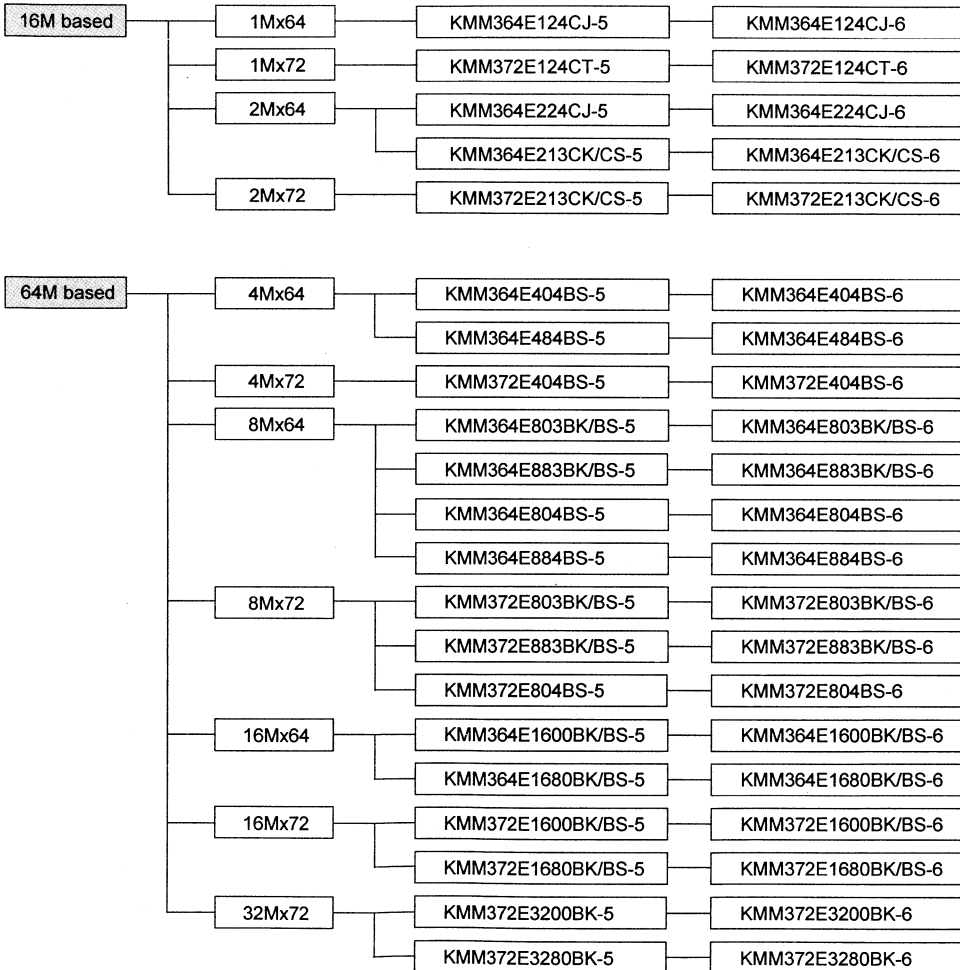 16M based 1Mx64 KMM364E124CJ-5 KMM364E124CJ-6
1Mx72 KMM372E124CT-5 KMM372E124CT-6
2Mx64 KMM364E224CJ-5 KMM364E224CJ-6
KMM364E213CK/CS-5 KMM364E213CK/CS-6
2Mx72 KMM372E213CK/CS-5 KMM372E213CK/CS-6
64M based 4Mx64 KMM364E404BS-5 KMM364E404BS-6
KMM364E484BS-5 KMM364E484BS-6
4Mx72 KMM372E404BS-5 KMM372E404BS-6
8Mx64 KMM364E803BK/BS-5 KMM364E803BK/BS-6
KMM364E883BK/BS-5 KMM364E883BK/BS-6
KMM364E804BS-5 KMM364E804BS-6
KMM364E884BS-5 KMM364E884BS-6
8Mx72 KMM372E803BK/BS-5 KMM372E803BK/BS-6
KMM372E883BK/BS-5 KMM372E883BK/BS-6
KMM372E804BS-5 KMM372E804BS-6
16Mx64 KMM364E1600BK/BS-5 KMM364E1600BK/BS-6
KMM364E1680BK/BS-5 KMM364E1680BK/BS-6
16Mx72 KMM372E1600BK/BS-5 KMM372E1600BK/BS-6
KMM372E1680BK/BS-5 KMM372E1680BK/BS-6
32Mx72 KMM372E3200BK-5 KMM372E3200BK-6
KMM372E3280BK-5 KMM372E3280BK-6